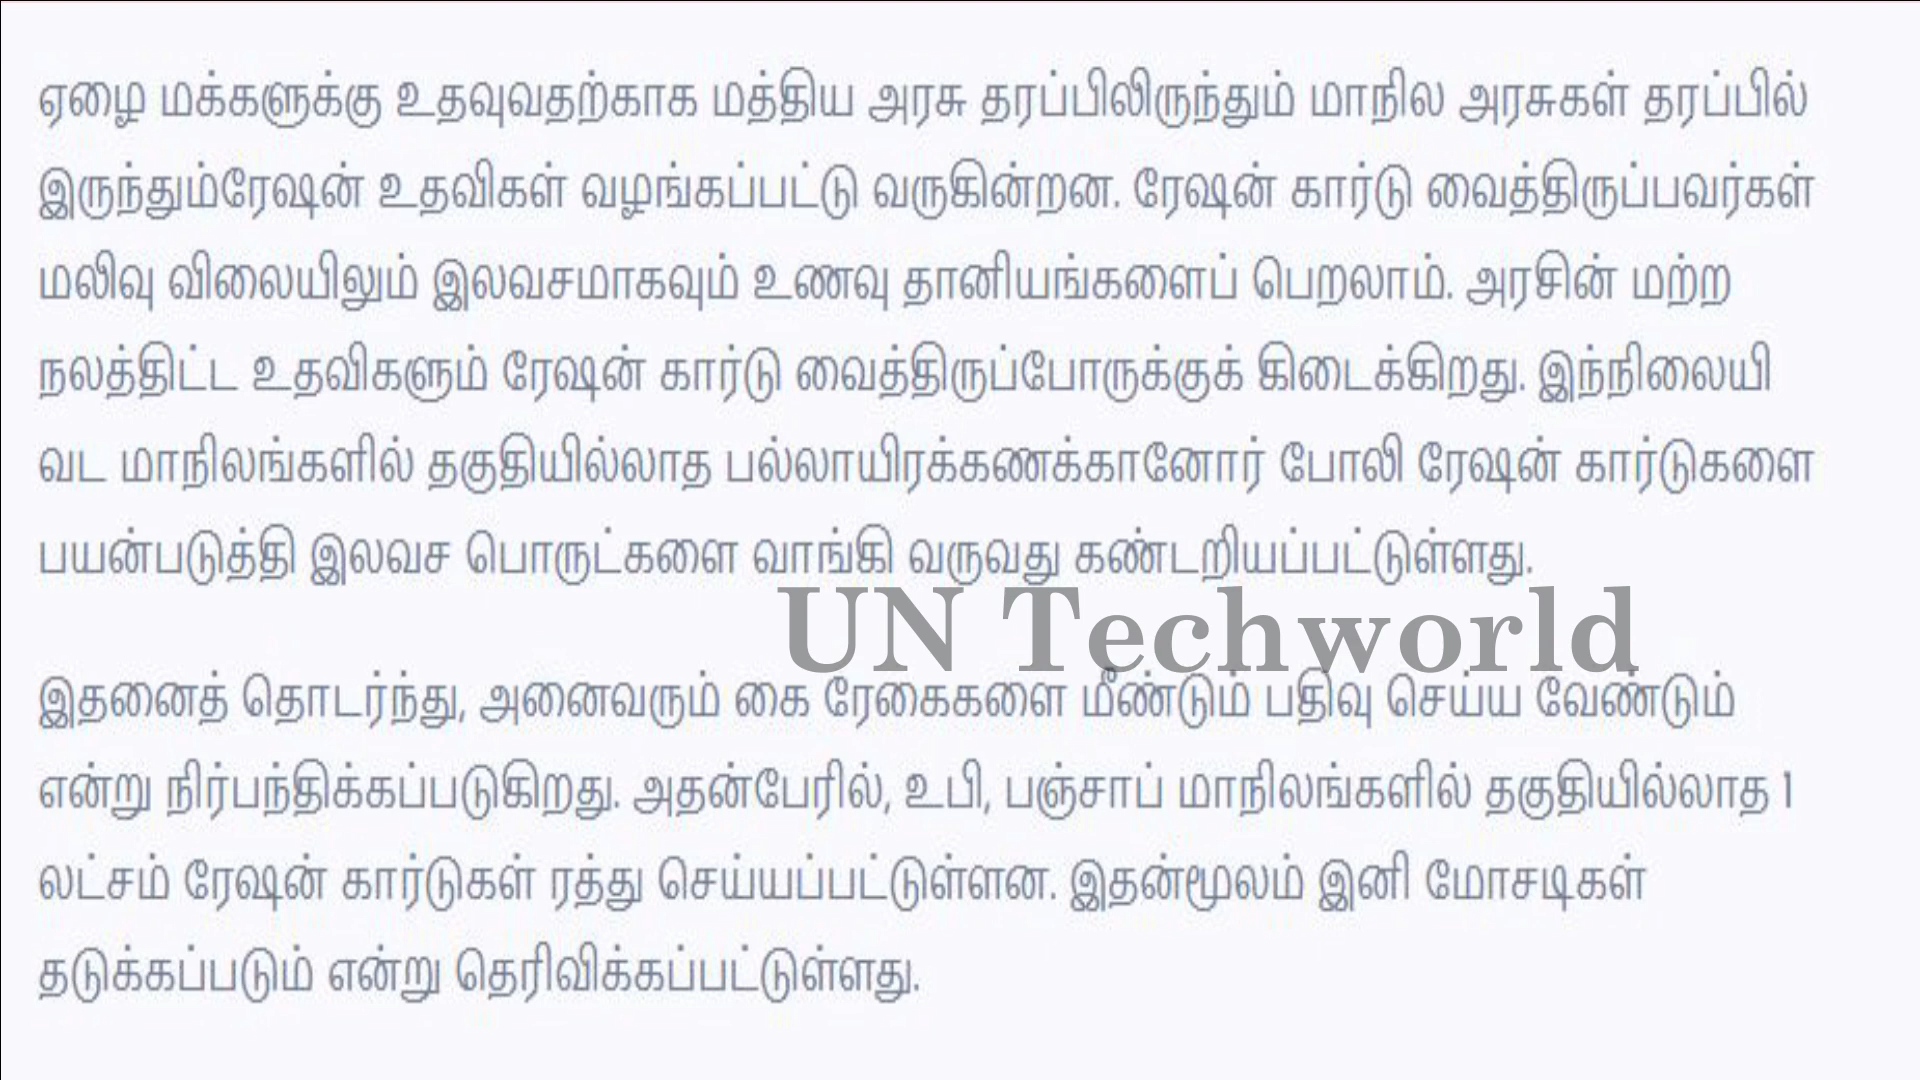 ஏழை மக்களுக்கு உதவுவதற்காக மத்திய அரசு தரப்பிலிருந்தும் மாநில அரசுகள் தரப்பில்
இருந்தும்ரேஷன் உதவிகள் வழங்கப்பட்டு வருகின்றன. ரேஷன் கார்டு வைத்திருப்பவர்கள்
மலிவு விலையிலும் இலவசமாகவும் உணவு தானியங்களைப் பெறலாம். அரசின் மற்ற
நலத்திட்ட உதவிகளும் ரேஷன் கார்டு வைத்திருப்போருக்குக் கிடைக்கிறது. இந்நிலையி
வட மாநிலங்களில் தகுதியில்லாத பல்லாயிரக்கணக்கானோர் போலி ரேஷன் கார்டுகளை
பயன்படுத்தி இலவச பொருட்களை வாங்கி வருவது கண்டறியப்பட்டுள்ளது.
UN Techworld
இதனைத் தொடர்ந்து, அனைவரும் கை ரேகைகளை மீண்டும் பதிவு செய்ய வேண்டும்
என்று நிர்பந்திக்கப்படுகிறது. அதன்பேரில், உபி, பஞ்சாப் மாநிலங்களில் தகுதியில்லாத 1
லட்சம் ரேஷன் கார்டுகள் ரத்து செய்யப்பட்டுள்ளன. இதன்மூலம் இனி மோசடிகள்
தடுக்கப்படும் என்று தெரிவிக்கப்பட்டுள்ளது.